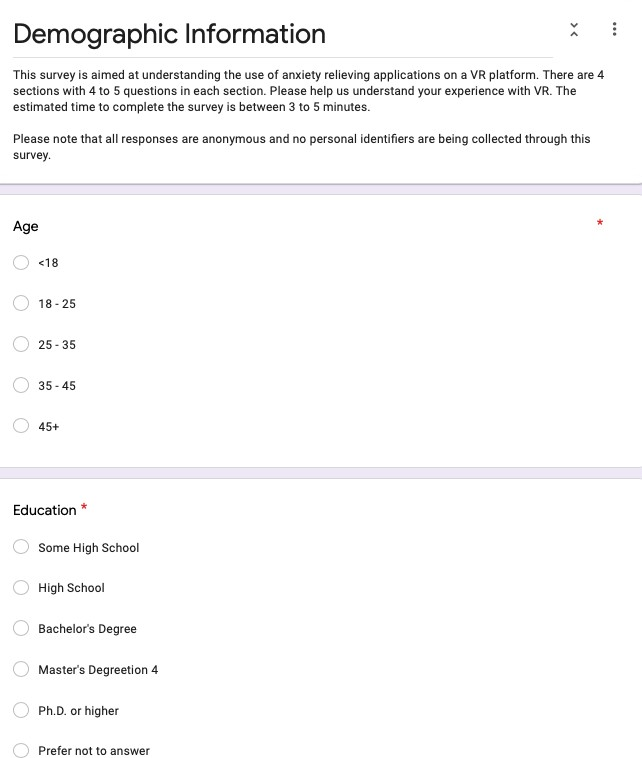 Demographic Information
This survey is aimed at understanding the use of anxiety relieving applications on a VR platform. There are 4
sections with 4 to 5 questions in each section. Please help us understand your experience with VR. The
estimated time to complete the survey is between 3 to 5 minutes.
Please note that all responses are anonymous and no personal identifiers are being collected through this
survey.
Age *
<18
18 - 25
25 - 35
35 - 45
45+
Education *
Some High School
High School
Bachelor's Degree
Master's Degreetion 4
Ph.D. or higher
Prefer not to answer